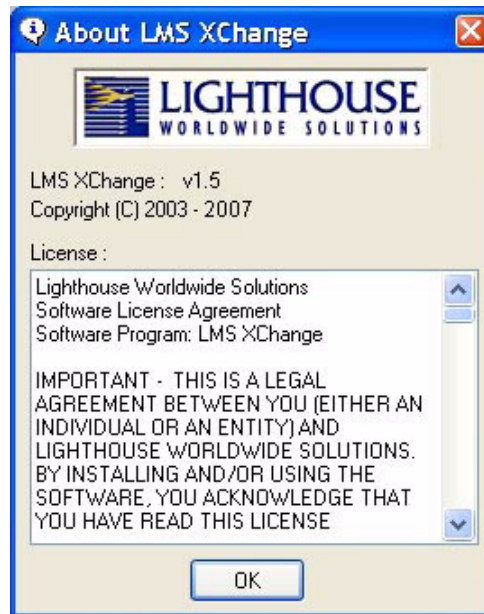 About LMS XChange
LIGHTHOUSE
WORLDWIDE SOLUTIONS
LMS XChange : v1.5
Copyright (C) 2003 - 2007
License :
Lighthouse Worldwide Solutions
Software License Agreement
Software Program: LMS XChange
IMPORTANT - THIS IS A LEGAL
AGREEMENT BETWEEN YOU (EITHER AN
INDIVIDUAL OR AN ENTITY) AND
LIGHTHOUSE WORLDWIDE SOLUTIONS.
BY INSTALLING AND/OR USING THE
SOFTWARE, YOU ACKNOWLEDGE THAT
YOU HAVE READ THIS LICENSE
OK